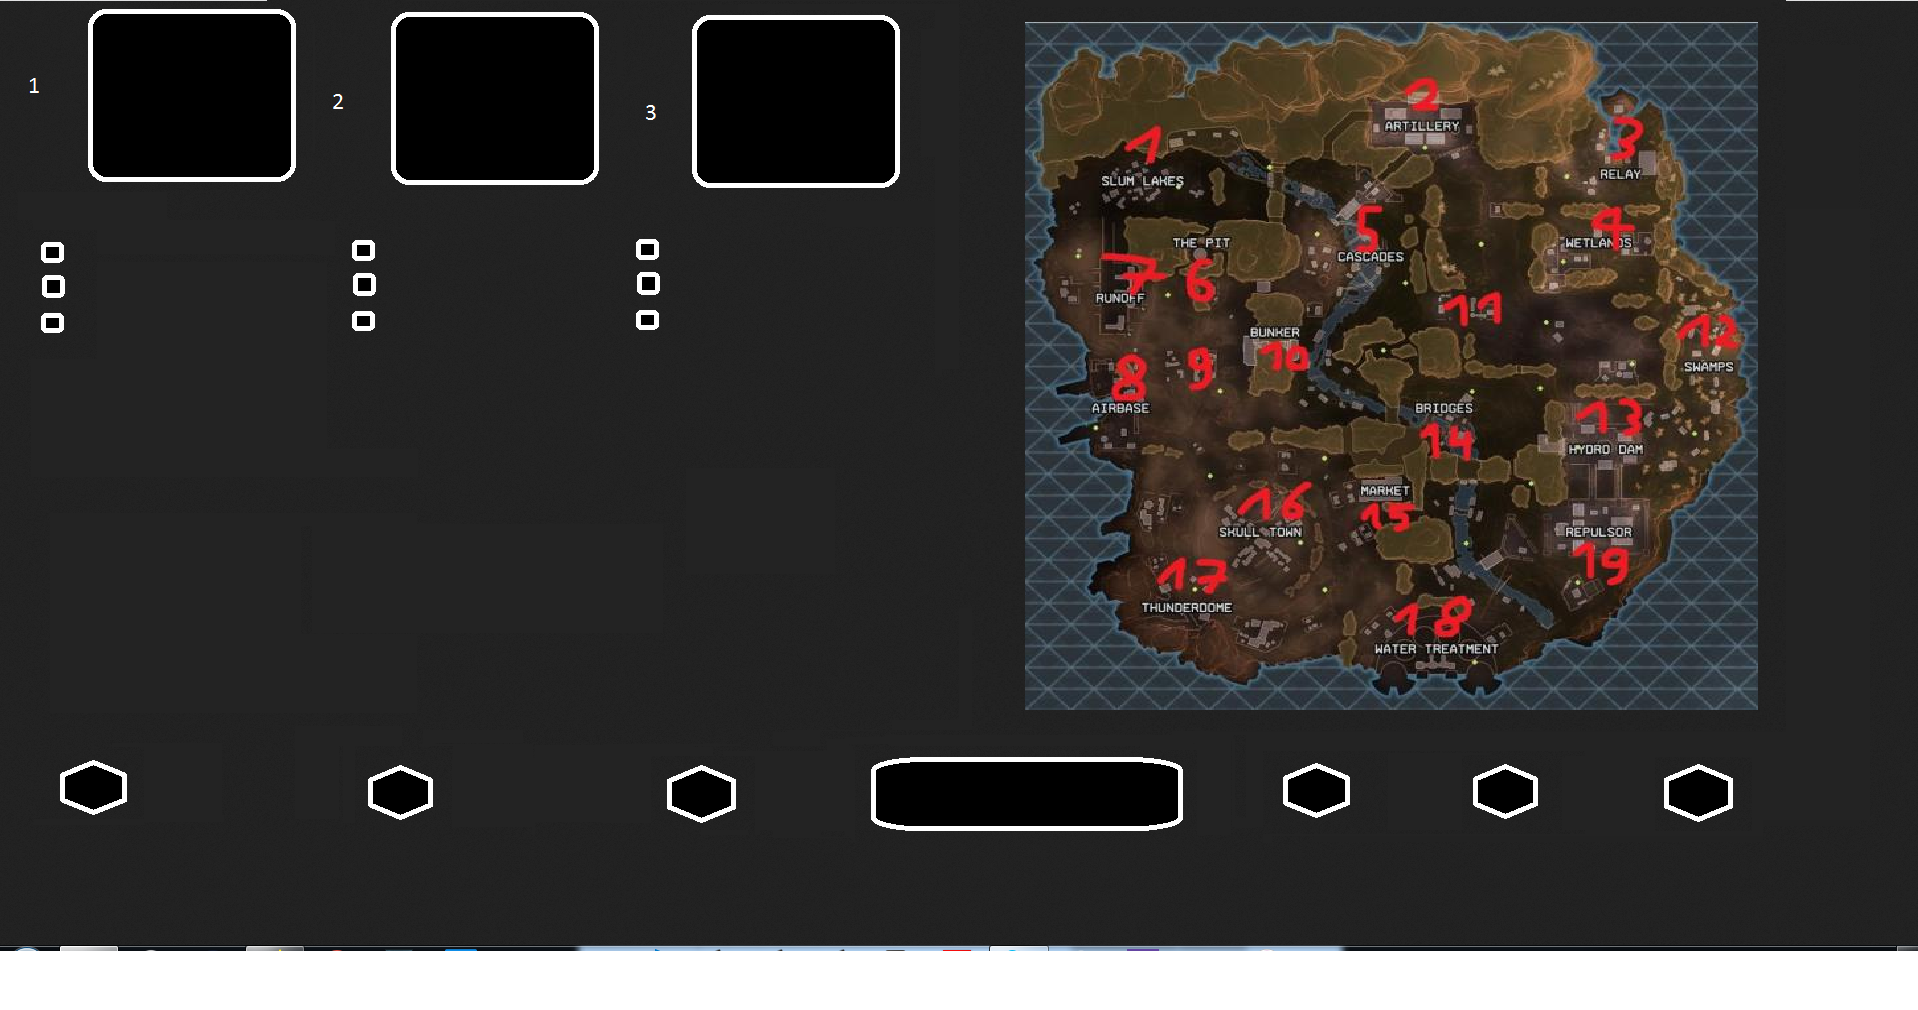 1
2
3
2
ARTILLERY
1
SLUM LAKES
3
RELAY
4
WETLANDS
5
CASCADES
THE PIT
6
7
RUNOFF
11
BUNKER
10
12
SWAMPS
9
8
AIRBASE
BRIDGES
14
13
HYDRO DAM
MARKET
15
16
SKULL TOWN
REPULSOR
19
17
THUNDERDOME
18
WATER TREATMENT